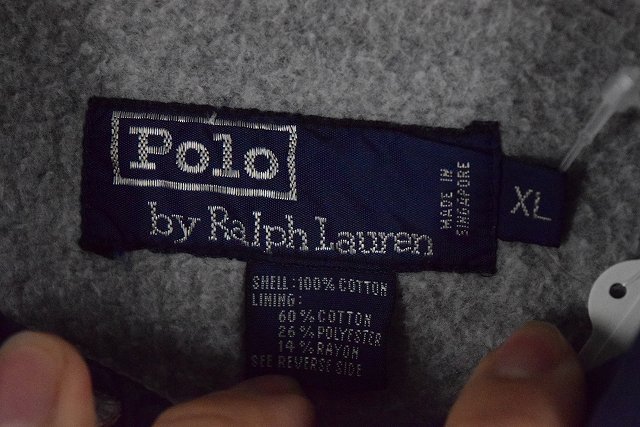 Polo
by Ralph Lauren
MADE IN
SINGAPORE
XL
SHELL:100% COTTON
LINING:
60% COTTON
26% POLYESTER
14% RAYON
SEE REVERSE SIDE